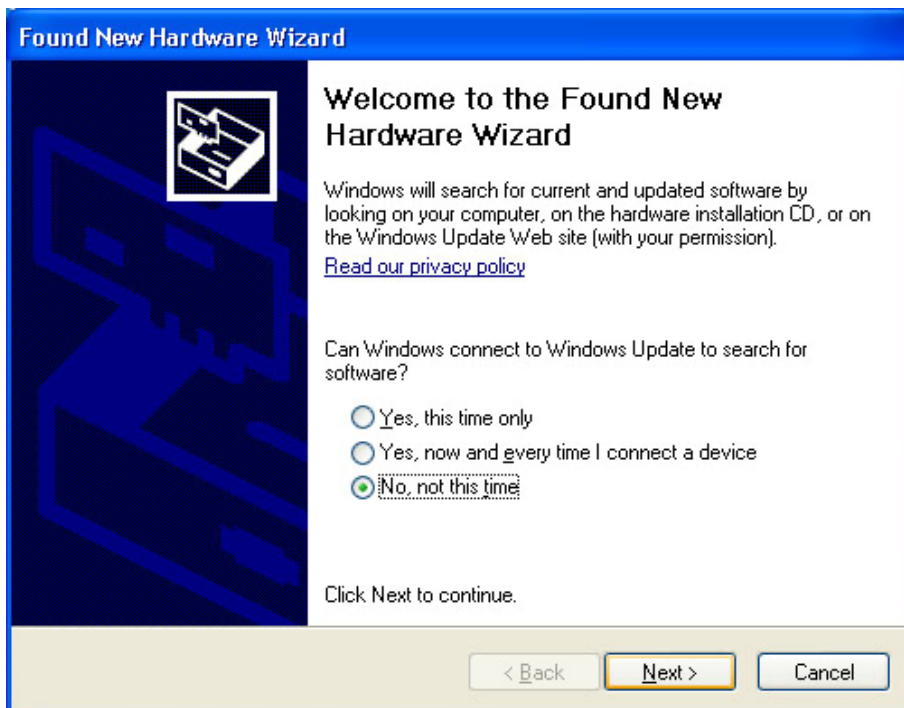 Found New Hardware Wizard
Welcome to the Found New
Hardware Wizard
Windows will search for current and updated software by
looking on your computer, on the hardware installation CD, or on
the Windows Update Web site (with your permission).
Read our privacy policy
Can Windows connect to Windows Update to search for
software?
Yes, this time only
Yes, now and every time I connect a device
No, not this time
Click Next to continue.
< Back
Next >
Cancel